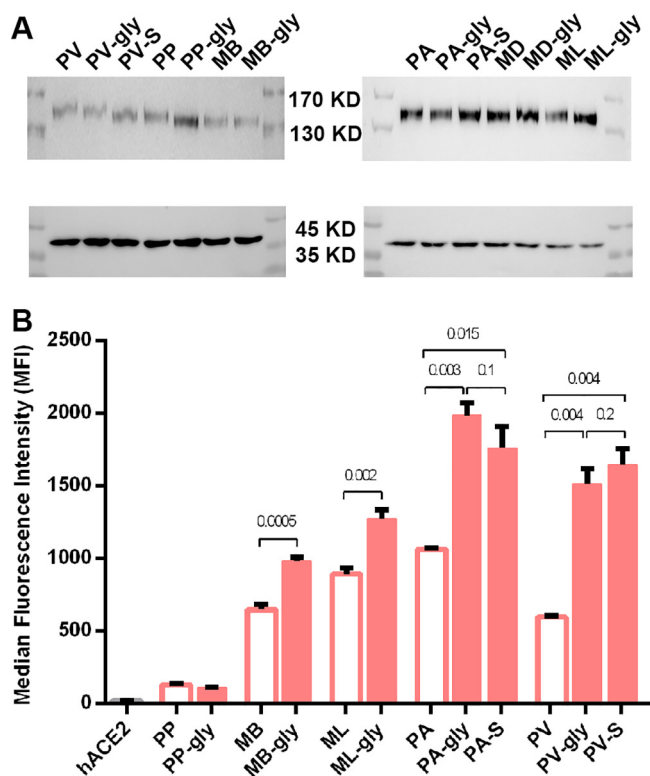 A
PV PV-gly PV-S PP PP-gly MB MB-gly
PA PA-gly PA-S MD MD-gly ML ML-gly
170 KD
130 KD
45 KD
35 KD
B
Median Fluorescence Intensity (MFI)
2500
2000
1500
1000
500
0
0.0005
0.002
0.015
0.003 0.1
0.004
0.004 0.2
hACE2 PP PP-gly MB MB-gly ML ML-gly PA PA-gly PA-S PV PV-gly PV-S